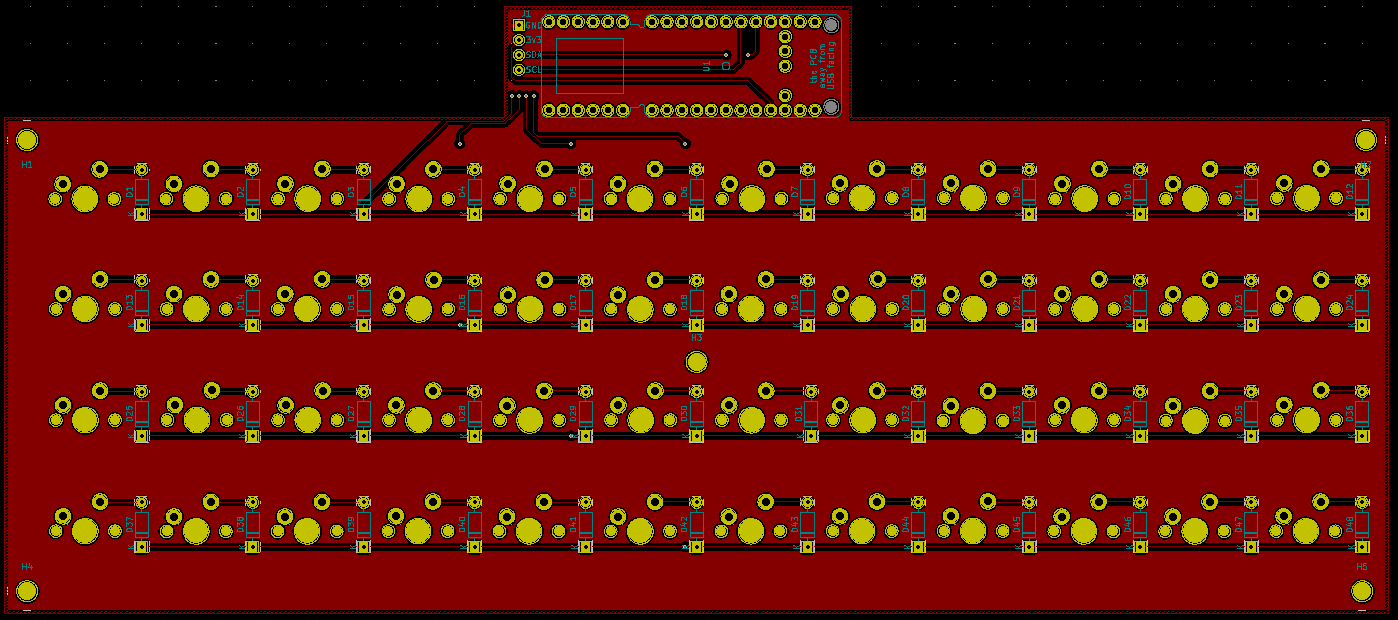 J1
GND
3V3
SDA
SCL
U1
the PCB
away from
USB facing
H1
D1
D2
D3
D4
D5
D6
D7
D8
D9
D10
D11
D12
K
K
K
K
K
K
K
K
K
K
K
K
D13
D14
D15
D16
D17
D18
D19
D20
D21
D22
D23
D24
K
K
K
K
K
K
K
K
K
K
K
K
H3
D25
D26
D27
D28
D29
D30
D31
D32
D33
D34
D35
D36
K
K
K
K
K
K
K
K
K
K
K
K
D37
D38
D39
D40
D41
D42
D43
D44
D45
D46
D47
D48
K
K
K
K
K
K
K
K
K
K
K
K
H4
H5